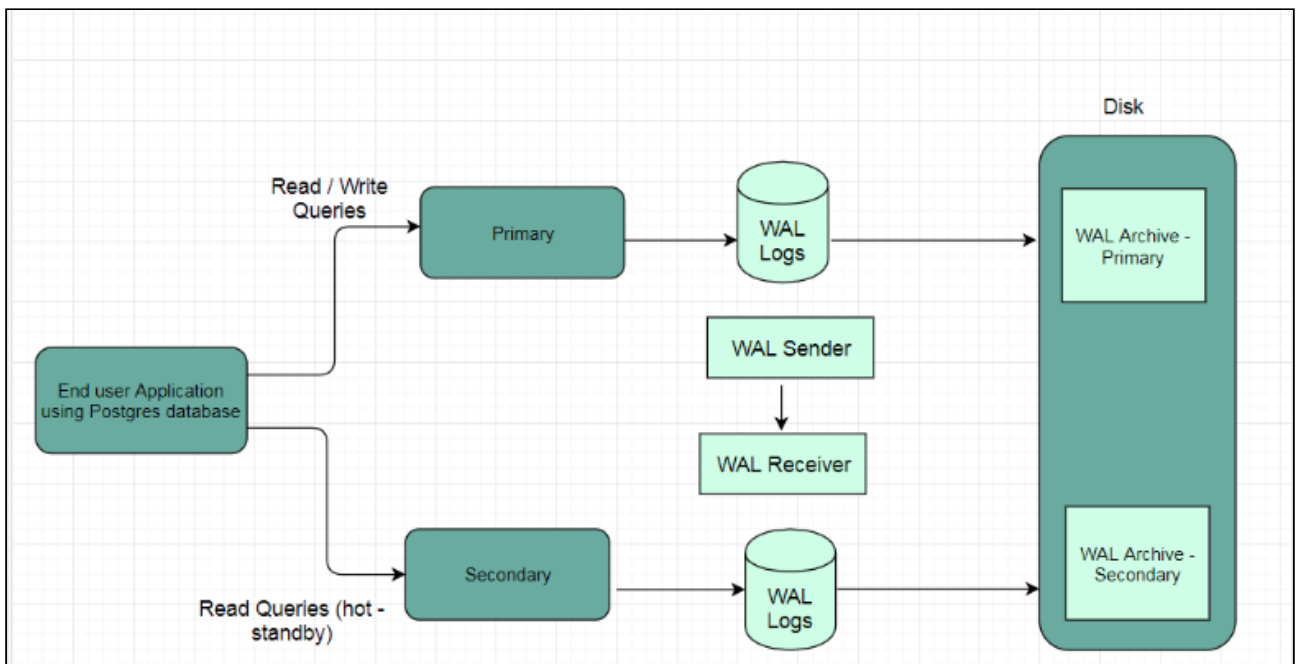 Disk
Read / Write
Queries
Primary
WAL
Logs
WAL Archive -
Primary
WAL Sender
End user Application
using Postgres database
WAL Receiver
Secondary
WAL Archive -
Secondary
Read Queries (hot -
standby)
WAL
Logs